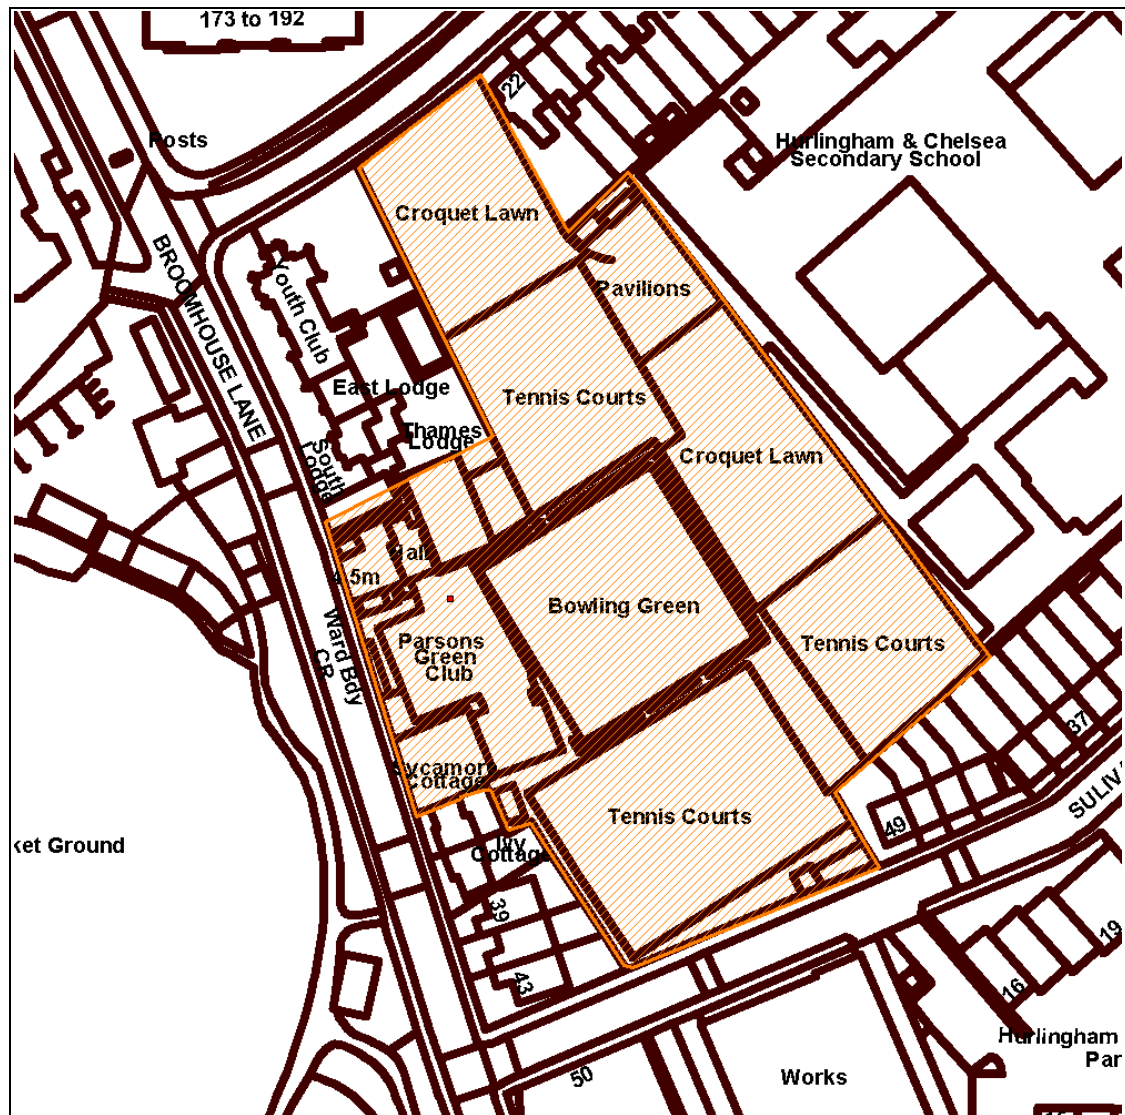 173 to 192
22
Posts
Hurlingham & Chelsea
Secondary School
Croquet Lawn
BROOMHOUSE LANE
Youth Club
Pavilions
East Lodge
Tennis Courts
Thames
Lodge
South
Lodge
Croquet Lawn
Hall
4.5m
Bowling Green
Ward Bdy
CR
Parsons
Green
Club
Tennis Courts
37
Sycamore
Cottage
Tennis Courts
SULIVA
49
ket Ground
Ivy
Cottage
39
43
19
16
Hurlingham
Par
50
Works